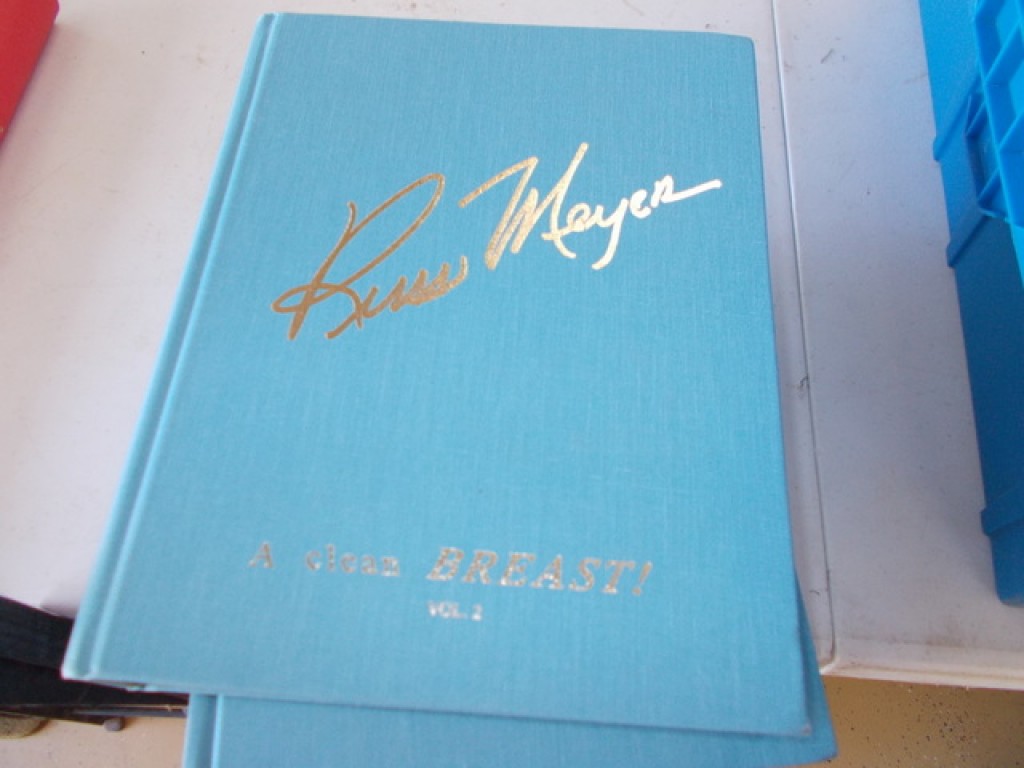 Russ Meyer
A clean BREAST!
VOL. 2